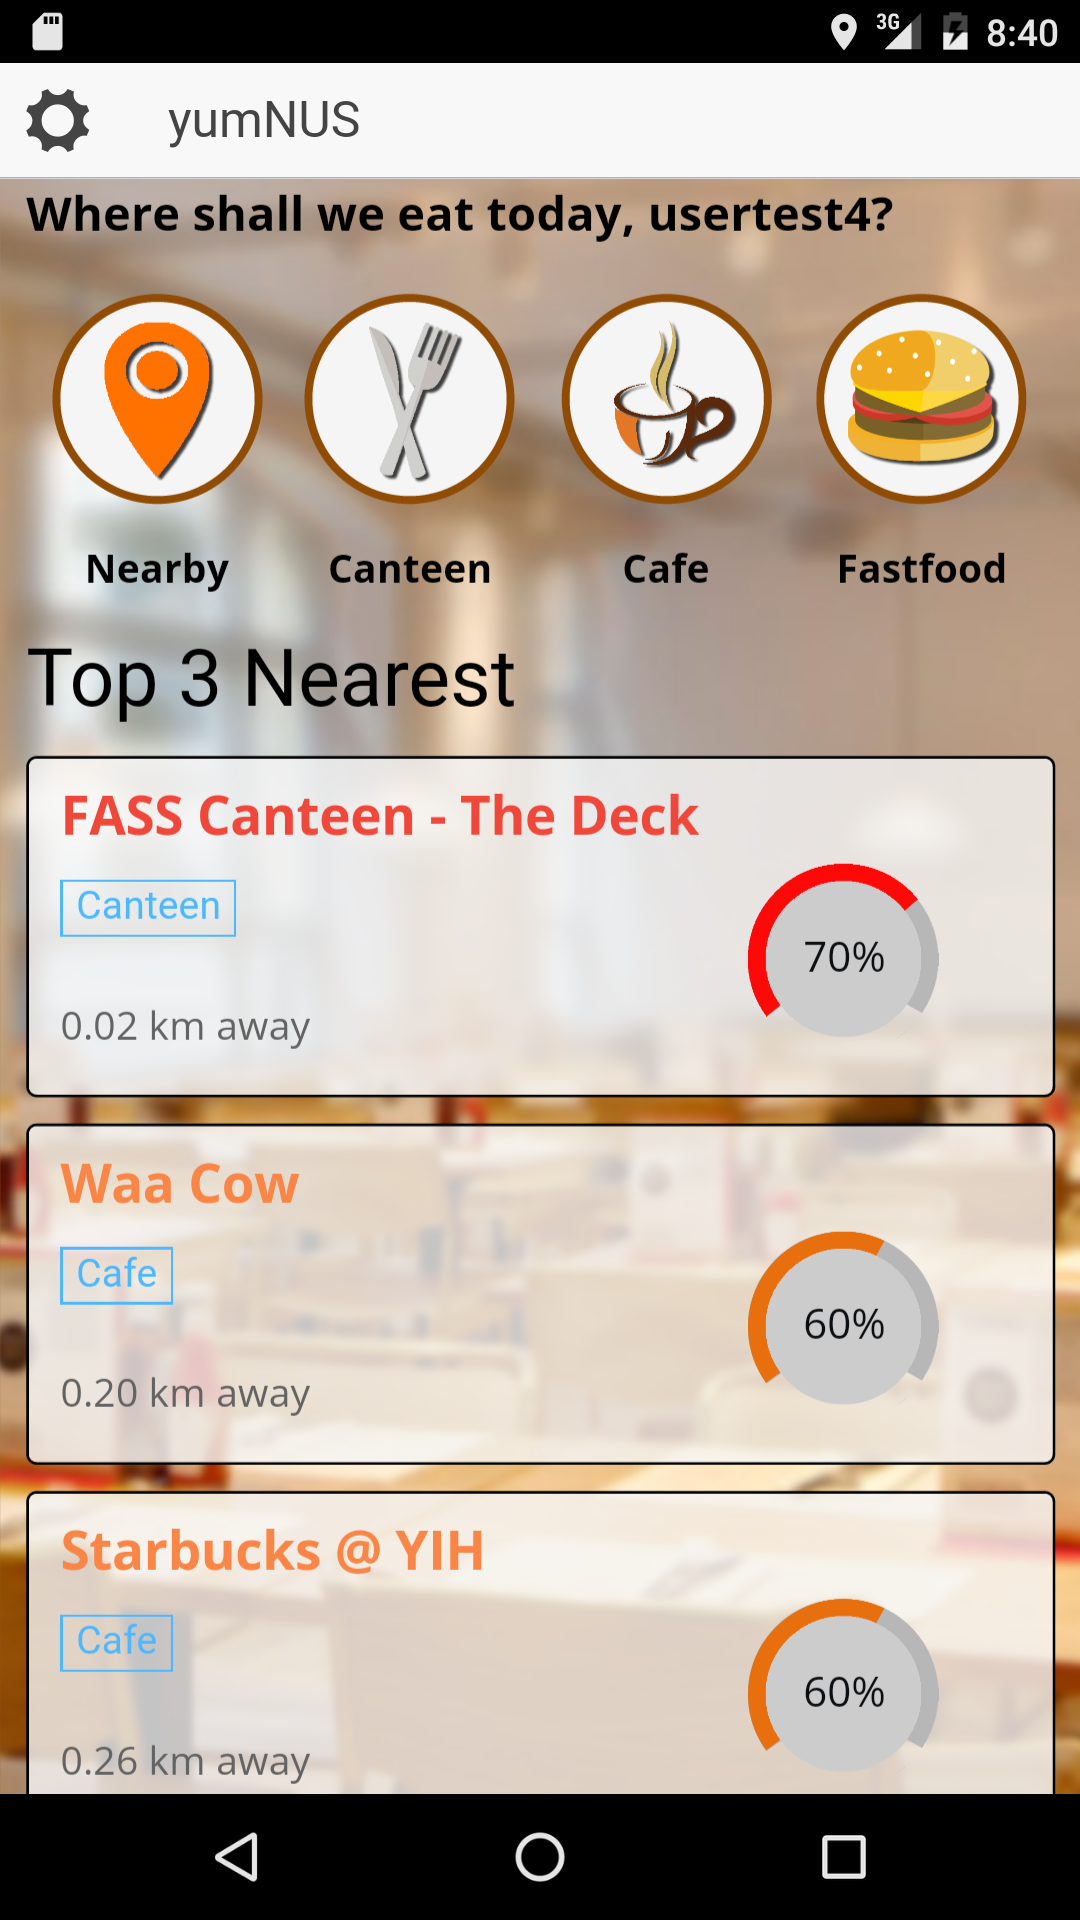 3G 8:40
yumNUS
Where shall we eat today, usertest4?
Nearby Canteen Cafe Fastfood
Top 3 Nearest
FASS Canteen - The Deck
Canteen
70%
0.02 km away
Waa Cow
Cafe
60%
0.20 km away
Starbucks @ YIH
Cafe
60%
0.26 km away